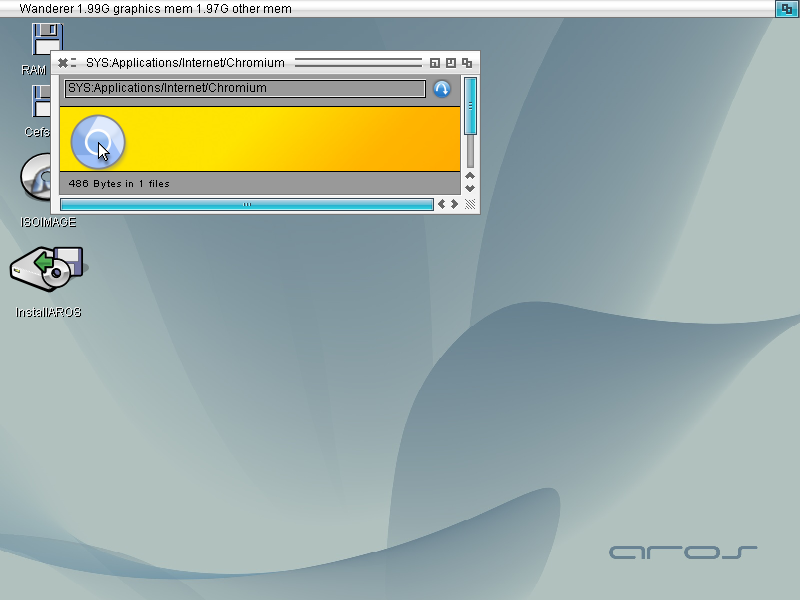 Wanderer 1.99G graphics mem 1.97G other mem
RAM
SYS:Applications/Internet/Chromium
SYS:Applications/Internet/Chromium
Cefs
486 Bytes in 1 files
ISOIMAGE
InstallAROS
aros